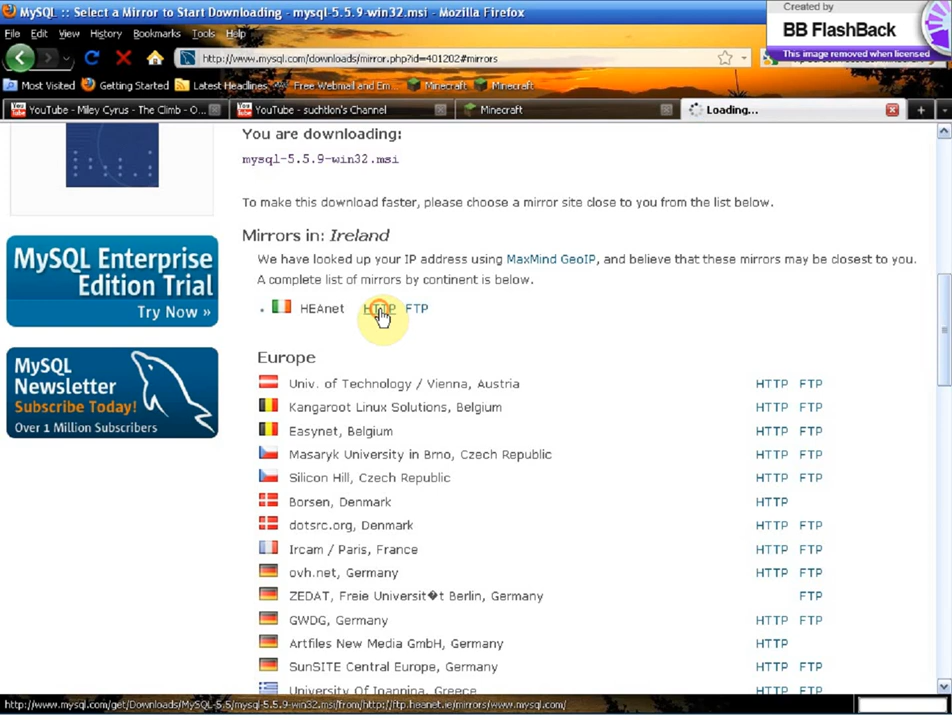 MySQL :: Select a Mirror to Start Downloading - mysql-5.5.9-win32.msi - Mozilla Firefox
Created by
BB FlashBack
This image removed when licensed
File Edit View History Bookmarks Tools Help
http://www.mysql.com/downloads/mirror.php?id=401202#mirrors
Most Visited Getting Started Latest Headlines Free Webmail and Em... Minecraft Minecraft
YouTube - Miley Cyrus - The Climb - O... YouTube - suchtlon's Channel Minecraft Loading...
You are downloading:
mysql-5.5.9-win32.msi
To make this download faster, please choose a mirror site close to you from the list below.
Mirrors in: Ireland
We have looked up your IP address using MaxMind GeoIP, and believe that these mirrors may be closest to you.
A complete list of mirrors by continent is below.
HEAnet HTTP FTP
MySQL Enterprise
Edition Trial
Try Now »
MySQL
Newsletter
Subscribe Today!
Over 1 Million Subscribers
Europe
Univ. of Technology / Vienna, Austria HTTP FTP
Kangaroot Linux Solutions, Belgium HTTP FTP
Easynet, Belgium HTTP FTP
Masaryk University in Brno, Czech Republic HTTP FTP
Silicon Hill, Czech Republic HTTP FTP
Borsen, Denmark HTTP
dotsrc.org, Denmark HTTP FTP
Ircam / Paris, France HTTP FTP
ovh.net, Germany HTTP FTP
ZEDAT, Freie Universit�t Berlin, Germany FTP
GWDG, Germany HTTP FTP
Artfiles New Media GmbH, Germany HTTP
SunSITE Central Europe, Germany HTTP FTP
University Of Ioannina, Greece HTTP FTP
http://www.mysql.com/get/Downloads/MySQL-5.5/mysql-5.5.9-win32.msi/from/http://ftp.heanet.ie/mirrors/www.mysql.com/